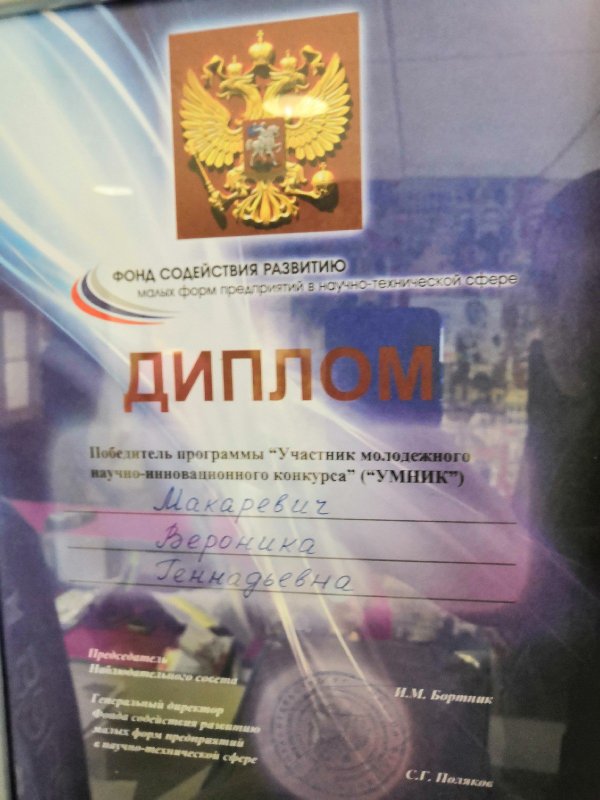 ФОНД СОДЕЙСТВИЯ РАЗВИТИЮ
малых форм предприятий в научно-технической сфере
ДИПЛОМ
Победитель программы “Участник молодежного
научно-инновационного конкурса” (“УМНИК”)
Макаревич
Вероника
Геннадьевна
Председатель
Наблюдательного совета
И.М. Бортник
Генеральный директор
Фонда содействия развитию
малых форм предприятий
в научно-технической сфере
С.Г. Поляков